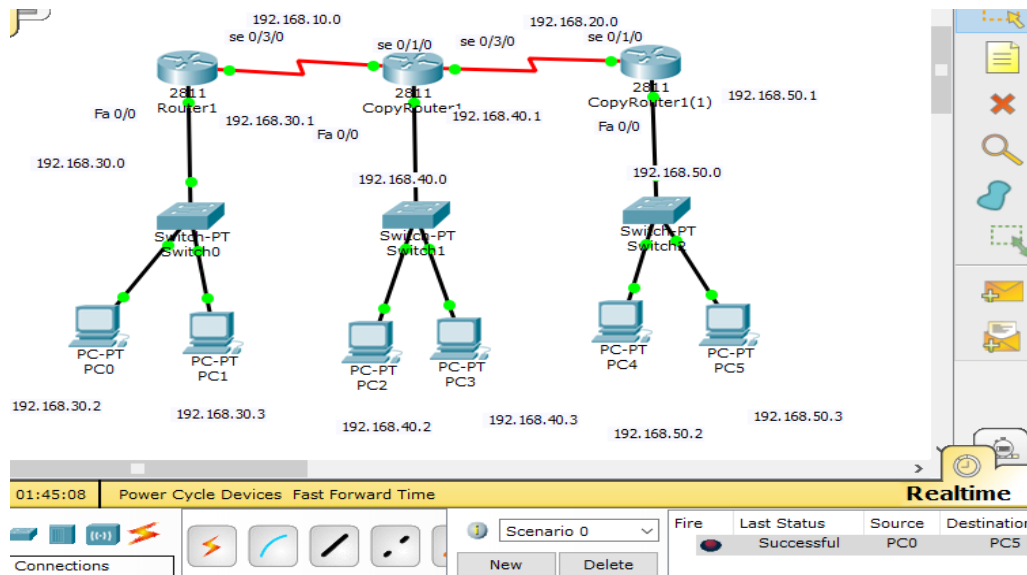 192.168.10.0
192.168.20.0
se 0/3/0
se 0/1/0
se 0/3/0
se 0/1/0
2811
Router1
2811
CopyRouter1
2811
CopyRouter1(1)
192.168.50.1
Fa 0/0
192.168.30.1
Fa 0/0
192.168.40.1
Fa 0/0
192.168.30.0
192.168.40.0
192.168.50.0
Switch-PT
Switch0
Switch-PT
Switch1
Switch-PT
Switch2
PC-PT
PC0
PC-PT
PC1
PC-PT
PC2
PC-PT
PC3
PC-PT
PC4
PC-PT
PC5
192.168.30.2
192.168.30.3
192.168.40.2
192.168.40.3
192.168.50.2
192.168.50.3
01:45:08
Power Cycle Devices Fast Forward Time
Realtime
Connections
Scenario 0
New
Delete
Fire Last Status Source Destination
Successful PC0 PC5